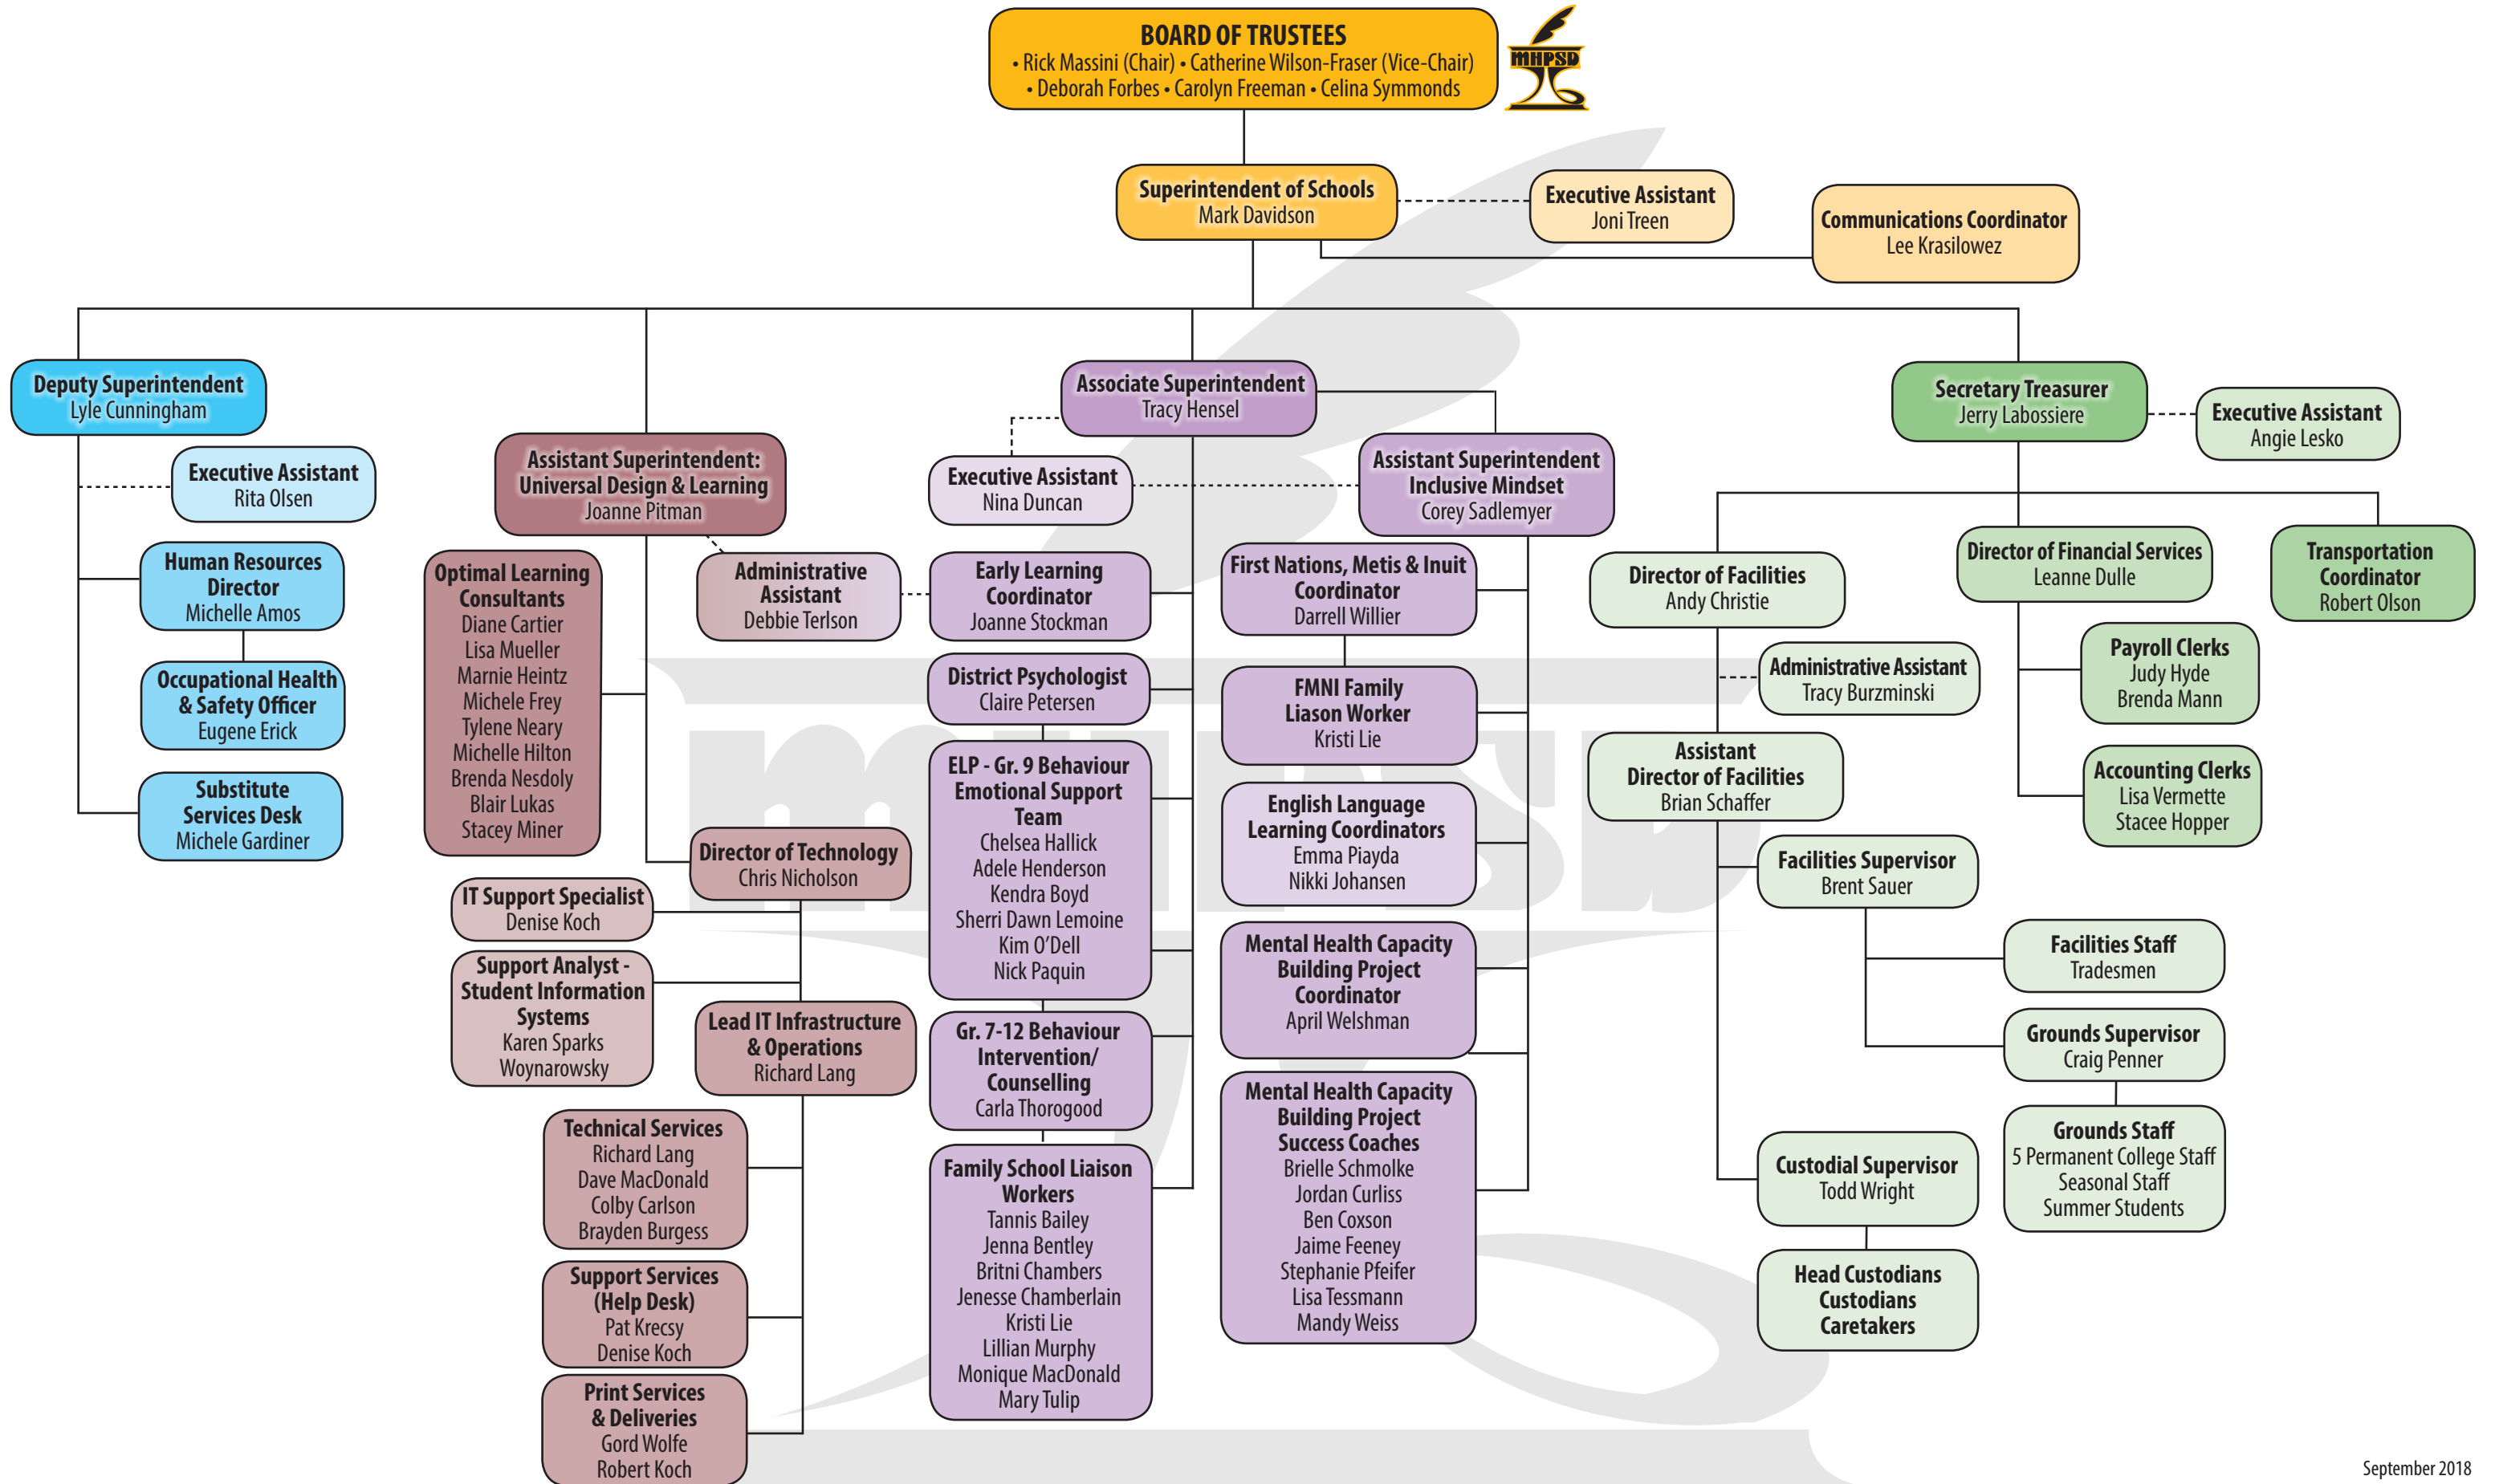 BOARD OF TRUSTEES
• Rick Massini (Chair) • Catherine Wilson-Fraser (Vice-Chair)
• Deborah Forbes • Carolyn Freeman • Celina Symmonds
MHPSD
Superintendent of Schools
Mark Davidson
Executive Assistant
Joni Treen
Communications Coordinator
Lee Krasilowez
Deputy Superintendent
Lyle Cunningham
Executive Assistant
Rita Olsen
Human Resources
Director
Michelle Amos
Occupational Health
& Safety Officer
Eugene Erick
Substitute
Services Desk
Michele Gardiner
Assistant Superintendent:
Universal Design & Learning
Joanne Pitman
Optimal Learning
Consultants
Diane Cartier
Lisa Mueller
Marnie Heintz
Michele Frey
Tylene Neary
Michelle Hilton
Brenda Nesdoly
Blair Lukas
Stacey Miner
Administrative
Assistant
Debbie Terlson
Director of Technology
Chris Nicholson
IT Support Specialist
Denise Koch
Support Analyst -
Student Information
Systems
Karen Sparks
Woynarowsky
Lead IT Infrastructure
& Operations
Richard Lang
Technical Services
Richard Lang
Dave MacDonald
Colby Carlson
Brayden Burgess
Support Services
(Help Desk)
Pat Krecsy
Denise Koch
Print Services
& Deliveries
Gord Wolfe
Robert Koch
Associate Superintendent
Tracy Hensel
Executive Assistant
Nina Duncan
Assistant Superintendent
Inclusive Mindset
Corey Sadlemyer
Early Learning
Coordinator
Joanne Stockman
District Psychologist
Claire Petersen
ELP - Gr. 9 Behaviour
Emotional Support
Team
Chelsea Hallick
Adele Henderson
Kendra Boyd
Sherri Dawn Lemoine
Kim O’Dell
Nick Paquin
Gr. 7-12 Behaviour
Intervention/
Counselling
Carla Thorogood
Family School Liaison
Workers
Tannis Bailey
Jenna Bentley
Britni Chambers
Jenesse Chamberlain
Kristi Lie
Lillian Murphy
Monique MacDonald
Mary Tulip
First Nations, Metis & Inuit
Coordinator
Darrell Willier
FMNI Family
Liason Worker
Kristi Lie
English Language
Learning Coordinators
Emma Piayda
Nikki Johansen
Mental Health Capacity
Building Project
Coordinator
April Welshman
Mental Health Capacity
Building Project
Success Coaches
Brielle Schmolke
Jordan Curliss
Ben Coxson
Jaime Feeney
Stephanie Pfeifer
Lisa Tessmann
Mandy Weiss
Secretary Treasurer
Jerry Labossiere
Executive Assistant
Angie Lesko
Director of Facilities
Andy Christie
Administrative Assistant
Tracy Burzminski
Assistant
Director of Facilities
Brian Schaffer
Facilities Supervisor
Brent Sauer
Facilities Staff
Tradesmen
Grounds Supervisor
Craig Penner
Grounds Staff
5 Permanent College Staff
Seasonal Staff
Summer Students
Custodial Supervisor
Todd Wright
Head Custodians
Custodians
Caretakers
Director of Financial Services
Leanne Dulle
Payroll Clerks
Judy Hyde
Brenda Mann
Accounting Clerks
Lisa Vermette
Stacee Hopper
Transportation
Coordinator
Robert Olson
September 2018